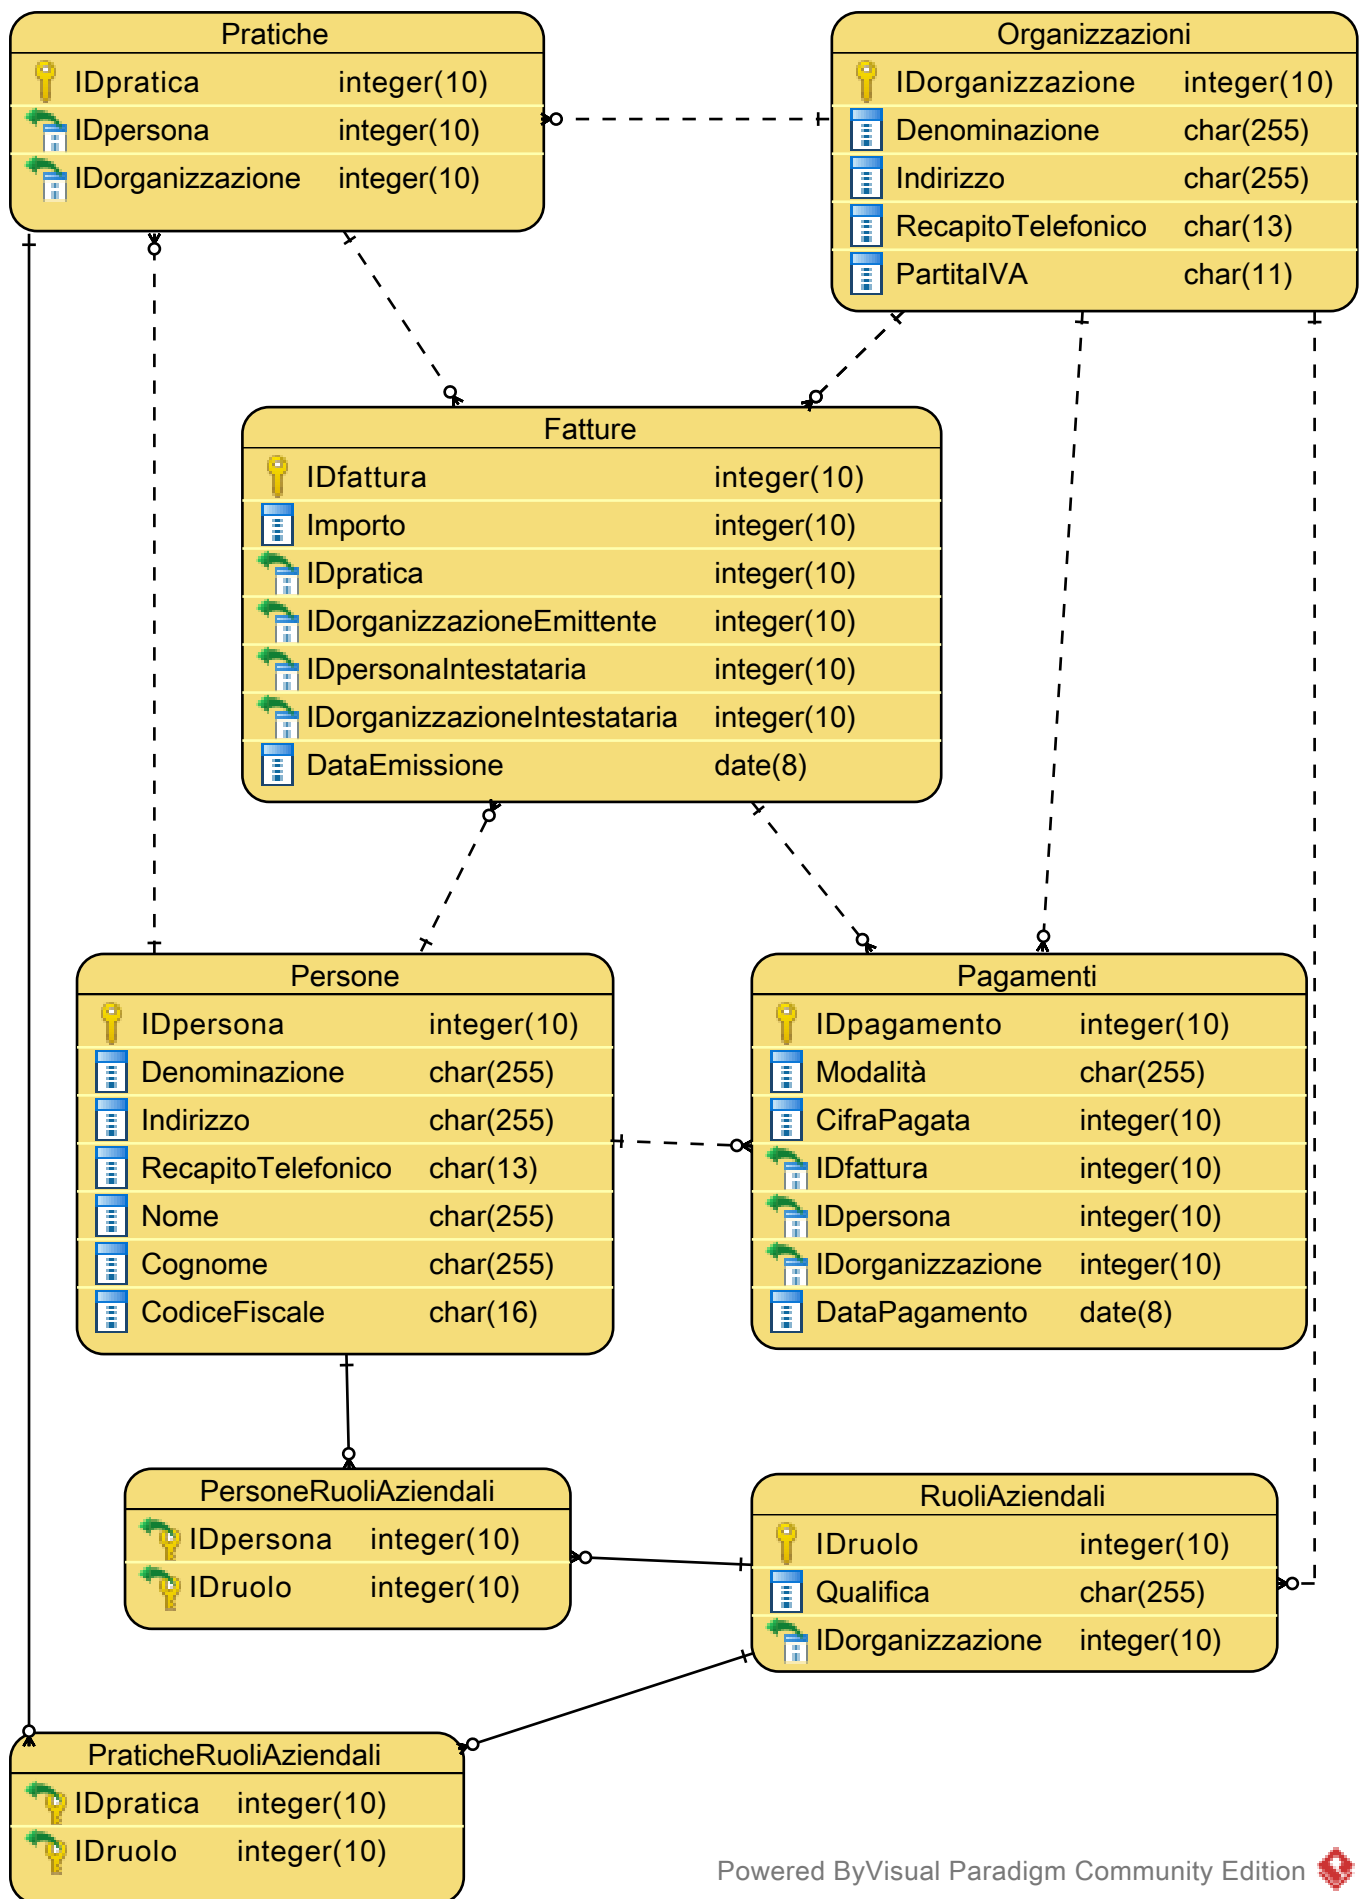 Pratiche
IDpratica integer(10)
IDpersona integer(10)
IDorganizzazione integer(10)
Organizzazioni
IDorganizzazione integer(10)
Denominazione char(255)
Indirizzo char(255)
RecapitoTelefonico char(13)
PartitaIVA char(11)
Fatture
IDfattura integer(10)
Importo integer(10)
IDpratica integer(10)
IDorganizzazioneEmittente integer(10)
IDpersonaIntestataria integer(10)
IDorganizzazioneIntestataria integer(10)
DataEmissione date(8)
Persone
IDpersona integer(10)
Denominazione char(255)
Indirizzo char(255)
RecapitoTelefonico char(13)
Nome char(255)
Cognome char(255)
CodiceFiscale char(16)
Pagamenti
IDpagamento integer(10)
Modalità char(255)
CifraPagata integer(10)
IDfattura integer(10)
IDpersona integer(10)
IDorganizzazione integer(10)
DataPagamento date(8)
PersoneRuoliAziendali
IDpersona integer(10)
IDruolo integer(10)
RuoliAziendali
IDruolo integer(10)
Qualifica char(255)
IDorganizzazione integer(10)
PraticheRuoliAziendali
IDpratica integer(10)
IDruolo integer(10)
Powered ByVisual Paradigm Community Edition